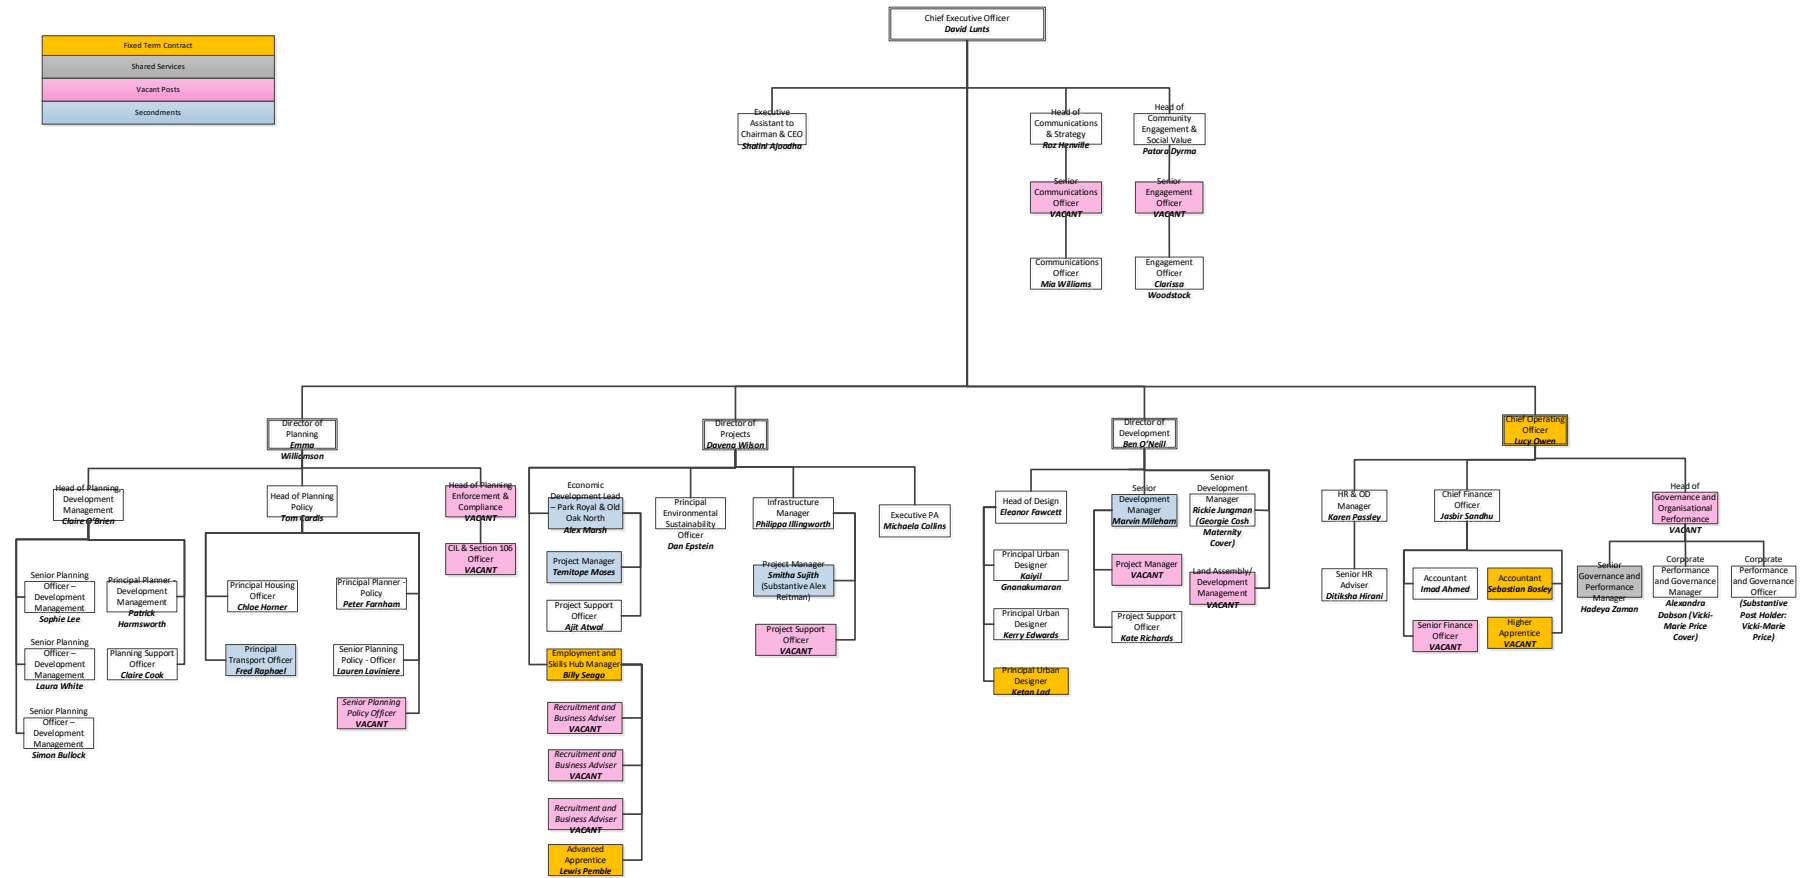 Chief Executive Officer
David Lunts
Fixed Term Contract
Shared Services
Vacant Posts
Secondments
Executive
Assistant to
Chairman & CEO
Shalini Ajoodha
Head of
Communications
& Strategy
Roz Henville
Head of
Community
Engagement &
Social Value
Patora Dyrma
Senior
Communications
Officer
VACANT
Senior
Engagement
Officer
VACANT
Communications
Officer
Mia Williams
Engagement
Officer
Clarissa
Woodstock
Director of
Planning
Emma
Williamson
Director of
Projects
Davena Wilson
Director of
Development
Ben O'Neill
Chief Operating
Officer
Lucy Owen
Head of Planning
Development
Management
Claire O'Brien
Head of Planning
Policy
Tom Cardis
Head of Planning
Enforcement &
Compliance
VACANT
CIL & Section 106
Officer
VACANT
Senior Planning
Officer –
Development
Management
Sophie Lee
Principal Planner -
Development
Management
Patrick
Harmsworth
Senior Planning
Officer –
Development
Management
Laura White
Planning Support
Officer
Claire Cook
Senior Planning
Officer –
Development
Management
Simon Bullock
Principal Housing
Officer
Chloe Horner
Principal Planner -
Policy
Peter Farnham
Principal
Transport Officer
Fred Raphael
Senior Planning
Policy - Officer
Lauren Laviniere
Senior Planning
Policy Officer
VACANT
Economic
Development Lead
– Park Royal & Old
Oak North
Alex Marsh
Project Manager
Temitope Moses
Project Support
Officer
Ajit Atwal
Employment and
Skills Hub Manager
Billy Seago
Recruitment and
Business Adviser
VACANT
Recruitment and
Business Adviser
VACANT
Recruitment and
Business Adviser
VACANT
Advanced
Apprentice
Lewis Pemble
Principal
Environmental
Sustainability
Officer
Dan Epstein
Infrastructure
Manager
Philippa Illingworth
Project Manager
Smitha Sujith
(Substantive Alex
Reitman)
Project Support
Officer
VACANT
Executive PA
Michaela Collins
Head of Design
Eleanor Fawcett
Principal Urban
Designer
Kaiyil
Gnanakumaran
Principal Urban
Designer
Kerry Edwards
Principal Urban
Designer
Ketan Lad
Senior
Development
Manager
Marvin Mileham
Project Manager
VACANT
Project Support
Officer
Kate Richards
Senior
Development
Manager
Rickie Jungman
(Georgie Cosh
Maternity
Cover)
Land Assembly/
Development
Management
VACANT
HR & OD
Manager
Karen Passley
Senior HR
Adviser
Ditiksha Hirani
Chief Finance
Officer
Jasbir Sandhu
Accountant
Imad Ahmed
Accountant
Sebastian Bosley
Senior Finance
Officer
VACANT
Higher
Apprentice
VACANT
Head of
Governance and
Organisational
Performance
VACANT
Senior
Governance and
Performance
Manager
Hadeya Zaman
Corporate
Performance
and Governance
Manager
Alexandra
Dobson (Vicki-
Marie Price
Cover)
Corporate
Performance
and Governance
Officer
(Substantive
Post Holder:
Vicki-Marie
Price)